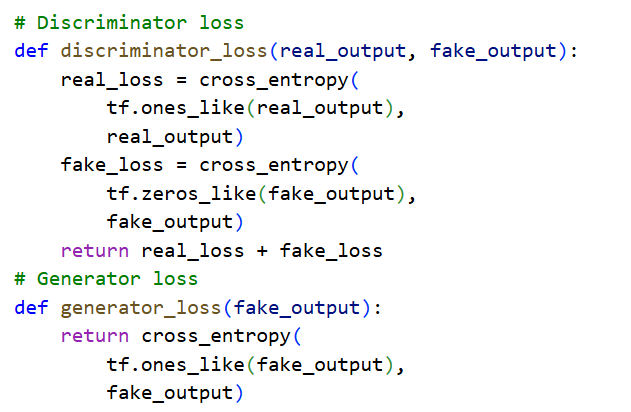 # Discriminator loss
def discriminator_loss(real_output, fake_output):
    real_loss = cross_entropy(
        tf.ones_like(real_output),
        real_output)
    fake_loss = cross_entropy(
        tf.zeros_like(fake_output),
        fake_output)
    return real_loss + fake_loss
# Generator loss
def generator_loss(fake_output):
    return cross_entropy(
        tf.ones_like(fake_output),
        fake_output)